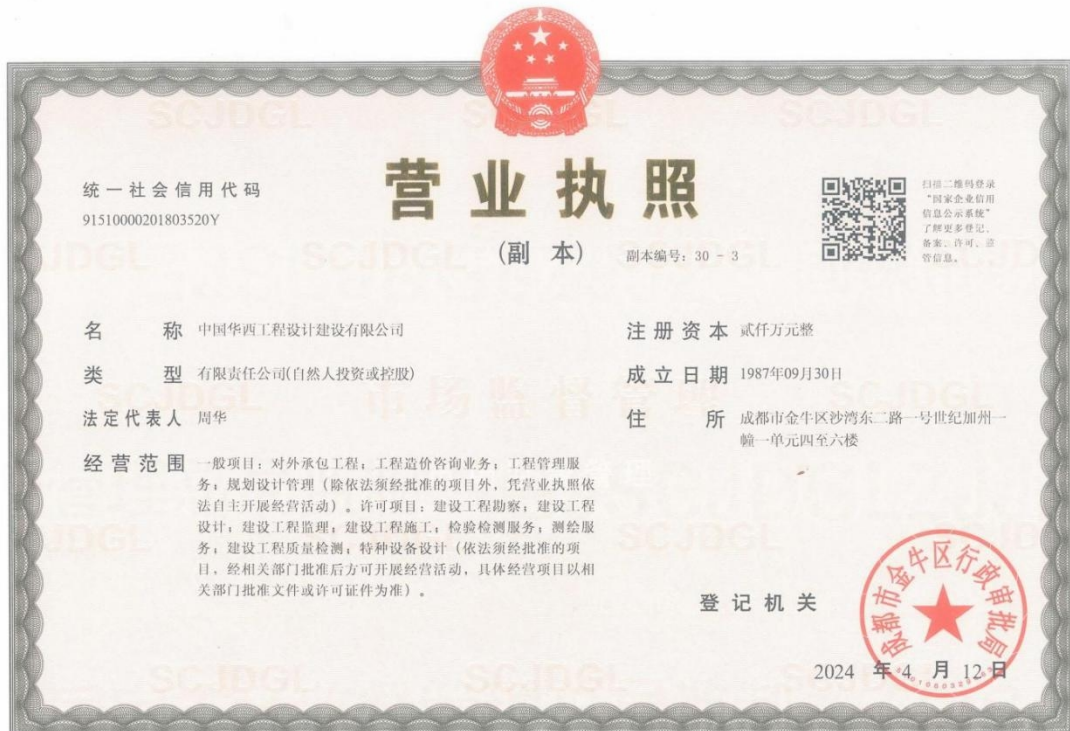 营业执照
(副 本)
副本编号：30 - 3
统一社会信用代码
91510000201803520Y
扫描二维码登录
“国家企业信用
信息公示系统”
了解更多登记、
备案、许可、监
管信息。
名 称 中国华西工程设计建设有限公司
类 型 有限责任公司(自然人投资或控股)
法定代表人 周华
经营范围 一般项目：对外承包工程；工程造价咨询业务；工程管理服
务；规划设计管理（除依法须经批准的项目外，凭营业执照依
法自主开展经营活动）。许可项目：建设工程勘察；建设工程
设计；建设工程监理；建设工程施工；检验检测服务；测绘服
务；建设工程质量检测；特种设备设计（依法须经批准的项
目，经相关部门批准后方可开展经营活动，具体经营项目以相
关部门批准文件或许可证件为准）。
注册资本 贰仟万元整
成立日期 1987年09月30日
住 所 成都市金牛区沙湾东二路一号世纪加州一
幢一单元四至六楼
登记机关
成都市金牛区行政审批局
2024 年 4 月 12 日
SCJDGL
市场监督管理